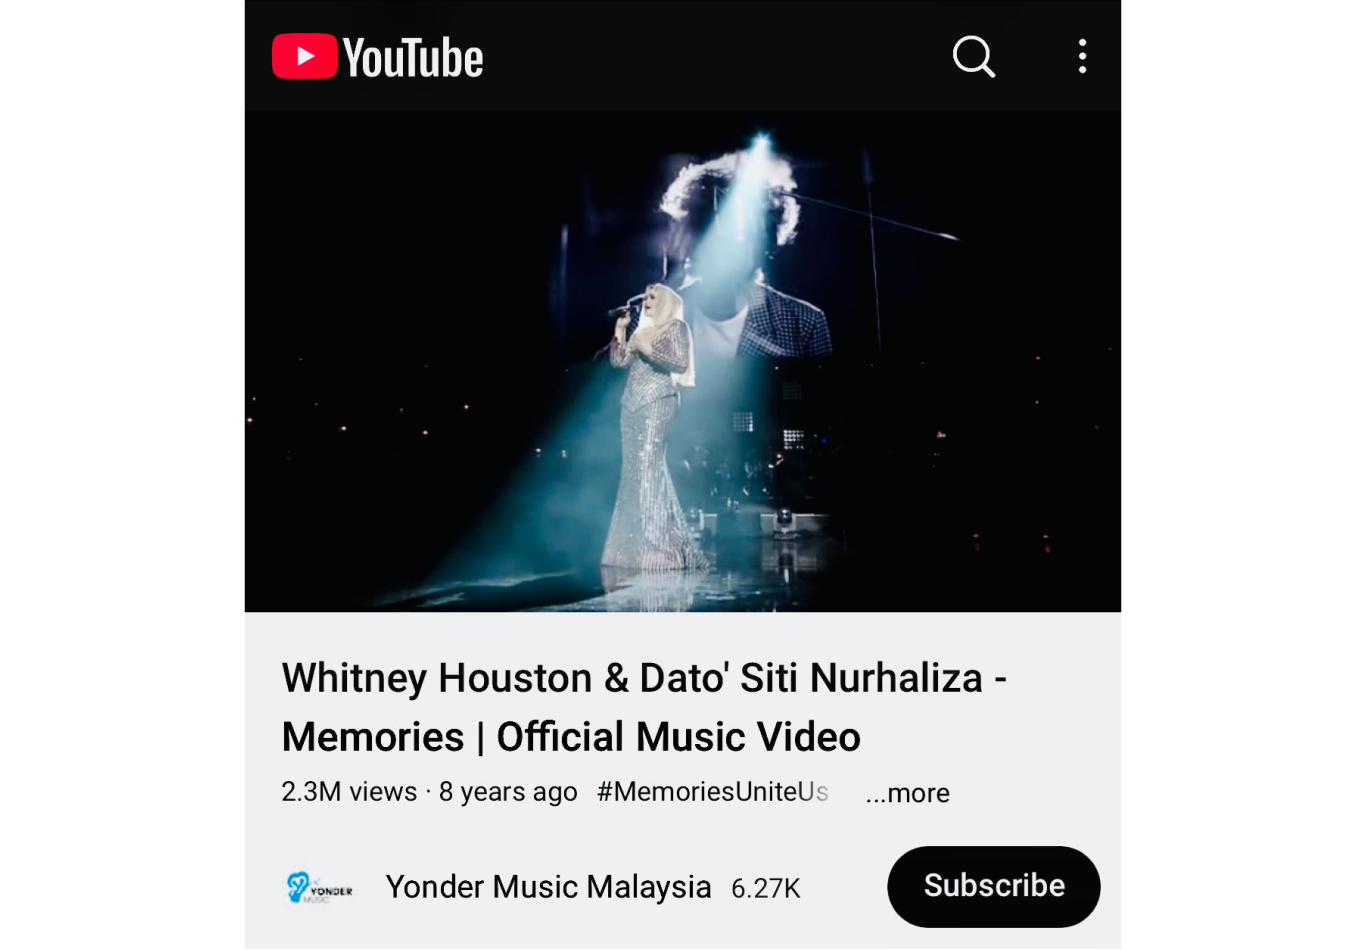 YouTube
Whitney Houston & Dato' Siti Nurhaliza -
Memories | Official Music Video
2.3M views · 8 years ago #MemoriesUniteUs ...more
YONDER
MUSIC
Yonder Music Malaysia 6.27K
Subscribe